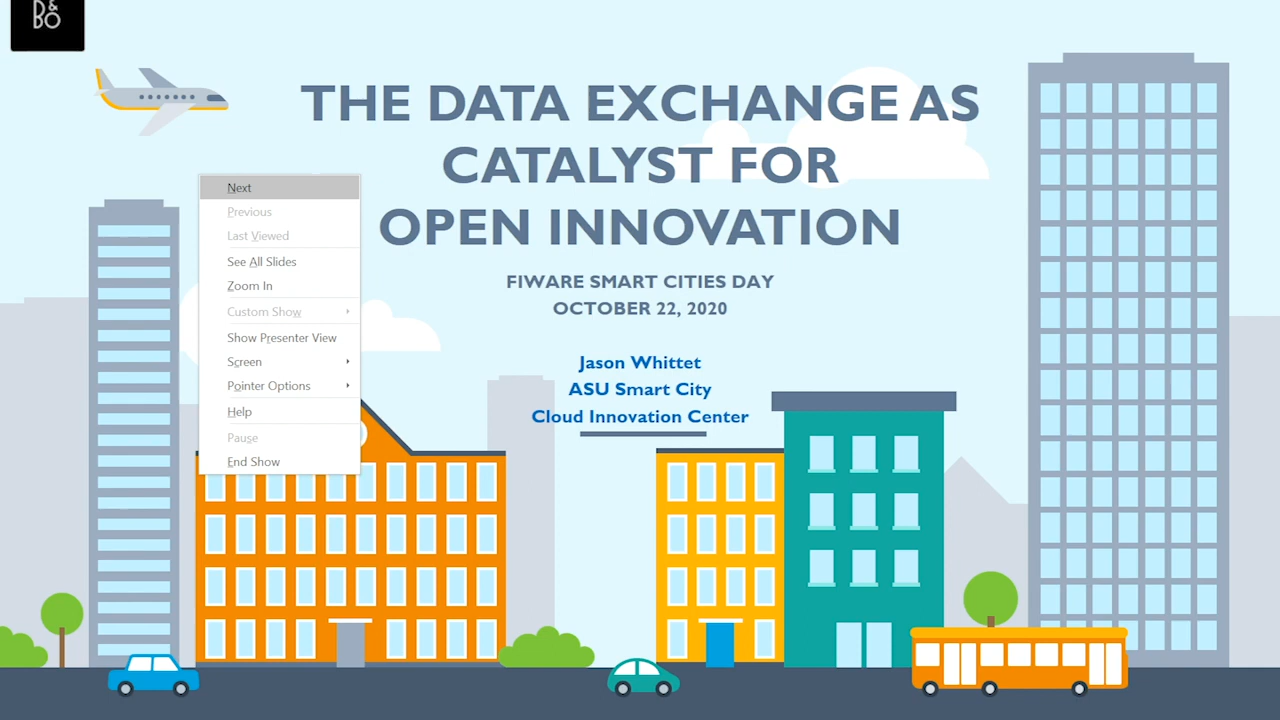 B&
BO
THE DATA EXCHANGE AS
CATALYST FOR
OPEN INNOVATION
FIWARE SMART CITIES DAY
OCTOBER 22, 2020
Jason Whittet
ASU Smart City
Cloud Innovation Center
Next
Previous
Last Viewed
See All Slides
Zoom In
Custom Show
Show Presenter View
Screen
Pointer Options
Help
Pause
End Show